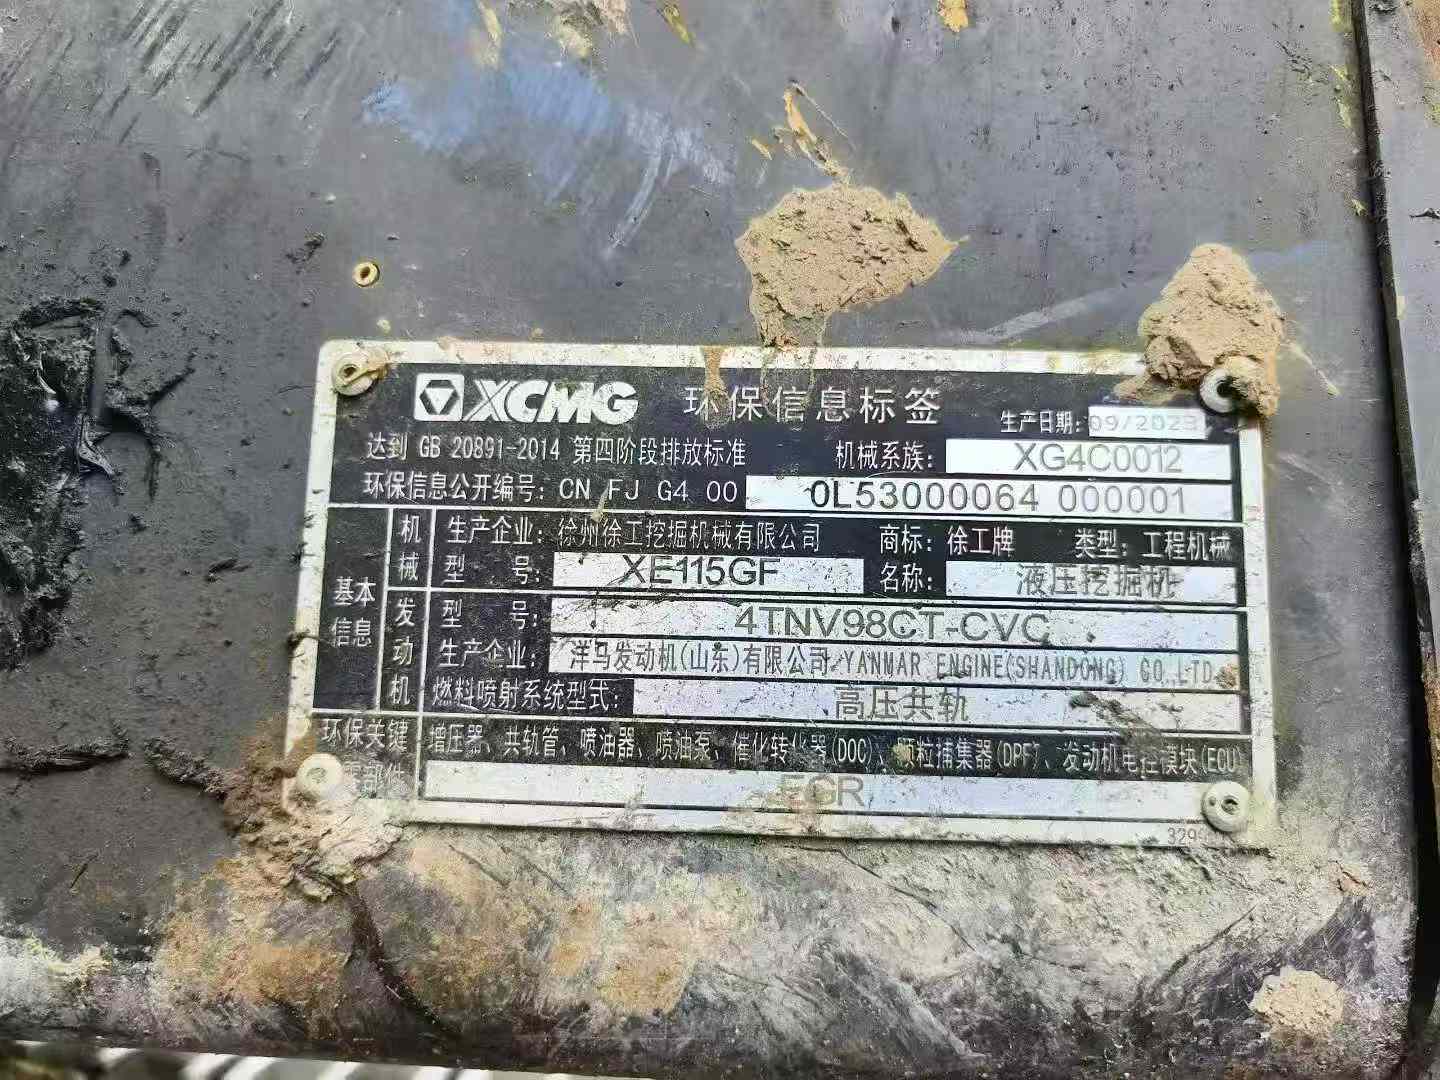 XCMG 环保信息标签 生产日期: 09/2023
达到 GB 20891-2014 第四阶段排放标准 机械系族: XG4C0012
环保信息公开编号: CN FJ G4 00 0L53000064 000001
基本信息
机械
生产企业: 徐州徐工挖掘机械有限公司 商标: 徐工牌 类型: 工程机械
型 号: XE115GF 名称: 液压挖掘机
发动机
型 号: 4TNV98CT-CVC
生产企业: 洋马发动机(山东)有限公司/YANMAR ENGINE(SHANDONG) CO.,LTD.
燃料喷射系统型式: 高压共轨
环保关键零部件
增压器、共轨管、喷油器、喷油泵、催化转化器(DOC)、颗粒捕集器(DPF)、发动机电控模块(ECU)
EGR